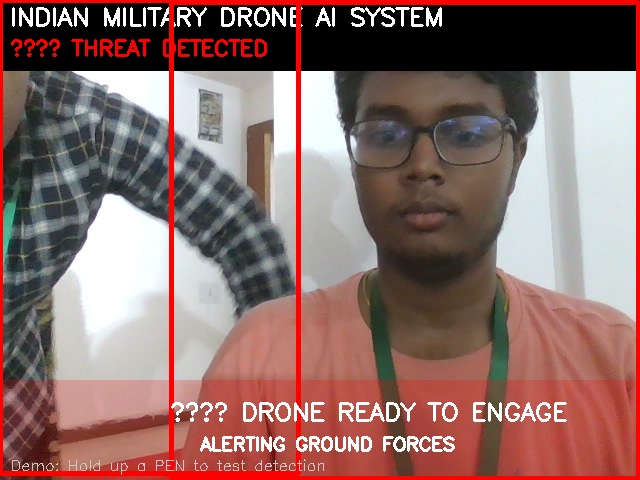 INDIAN MILITARY DRONE AI SYSTEM
???? THREAT DETECTED
???? DRONE READY TO ENGAGE
ALERTING GROUND FORCES
Demo: Hold up a PEN to test detection